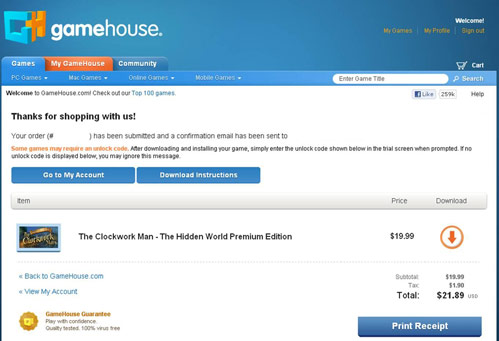 gamehouse.
Welcome!
My Games | My Profile | Sign out
Games My GameHouse Community
Cart
PC Games Mac Games Online Games Mobile Games
Enter Game Title Search
Welcome to GameHouse.com! Check out our Top 100 games.
Like 259k Help
Thanks for shopping with us!
Your order (# ) has been submitted and a confirmation email has been sent to
Some games may require an unlock code. After downloading and installing your game, simply enter the unlock code shown below in the trial screen when prompted. If no
unlock code is displayed below, you may ignore this message.
Go to My Account Download Instructions
Item Price Download
Clockwork Man
The Clockwork Man - The Hidden World Premium Edition $19.99
« Back to GameHouse.com
« View My Account
Subtotal: $19.99
Tax: $1.90
Total: $21.89 USD
GameHouse Guarantee
Play with confidence.
Quality tested. 100% virus free
Print Receipt